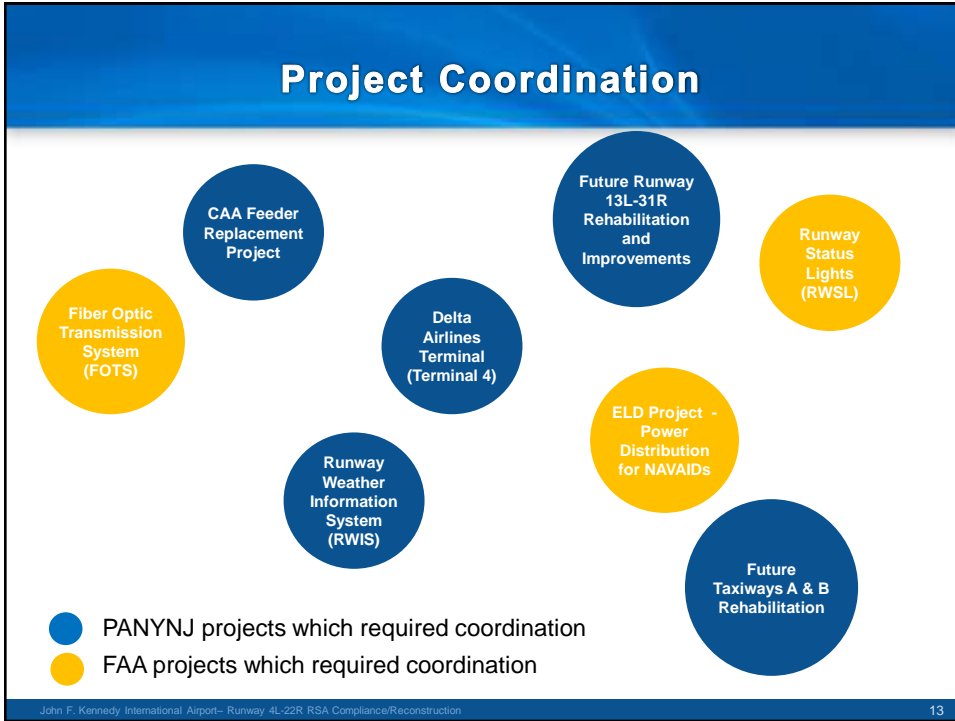 Project Coordination
CAA Feeder
Replacement
Project
Future Runway
13L-31R
Rehabilitation
and
Improvements
Runway
Status
Lights
(RWSL)
Fiber Optic
Transmission
System
(FOTS)
Delta
Airlines
Terminal
(Terminal 4)
ELD Project -
Power
Distribution
for NAVAIDs
Runway
Weather
Information
System
(RWIS)
Future
Taxiways A & B
Rehabilitation
PANYNJ projects which required coordination
FAA projects which required coordination
John F. Kennedy International Airport– Runway 4L-22R RSA Compliance/Reconstruction
13